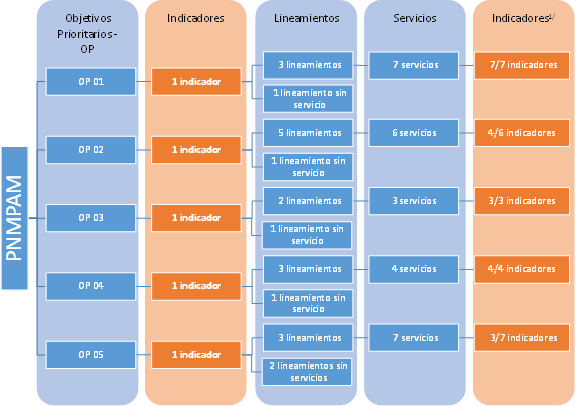 Objetivos
Prioritarios-
OP
Indicadores
Lineamientos
Servicios
Indicadores1/
PNMPAM
OP 01
1 indicador
3 lineamientos
7 servicios
7/7 indicadores
1 lineamiento sin
servicio
OP 02
1 indicador
5 lineamientos
6 servicios
4/6 indicadores
1 lineamiento sin
servicio
OP 03
1 indicador
2 lineamientos
3 servicios
3/3 indicadores
1 lineamiento sin
servicio
OP 04
1 indicador
3 lineamientos
4 servicios
4/4 indicadores
1 lineamiento sin
servicio
OP 05
1 indicador
3 lineamientos
7 servicios
3/7 indicadores
2 lineamientos sin
servicios